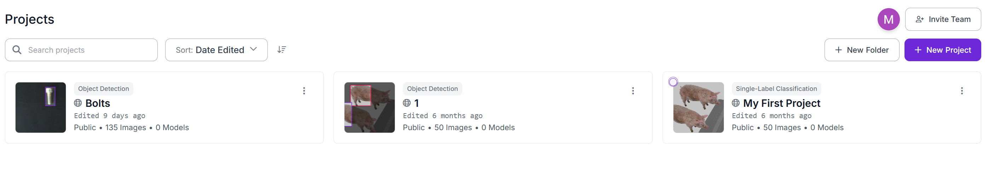 Projects
M
Invite Team
Search projects
Sort: Date Edited
+ New Folder
+ New Project
Object Detection
Bolts
Edited 9 days ago
Public • 135 Images • 0 Models
Object Detection
1
Edited 6 months ago
Public • 50 Images • 0 Models
Single-Label Classification
My First Project
Edited 6 months ago
Public • 50 Images • 0 Models